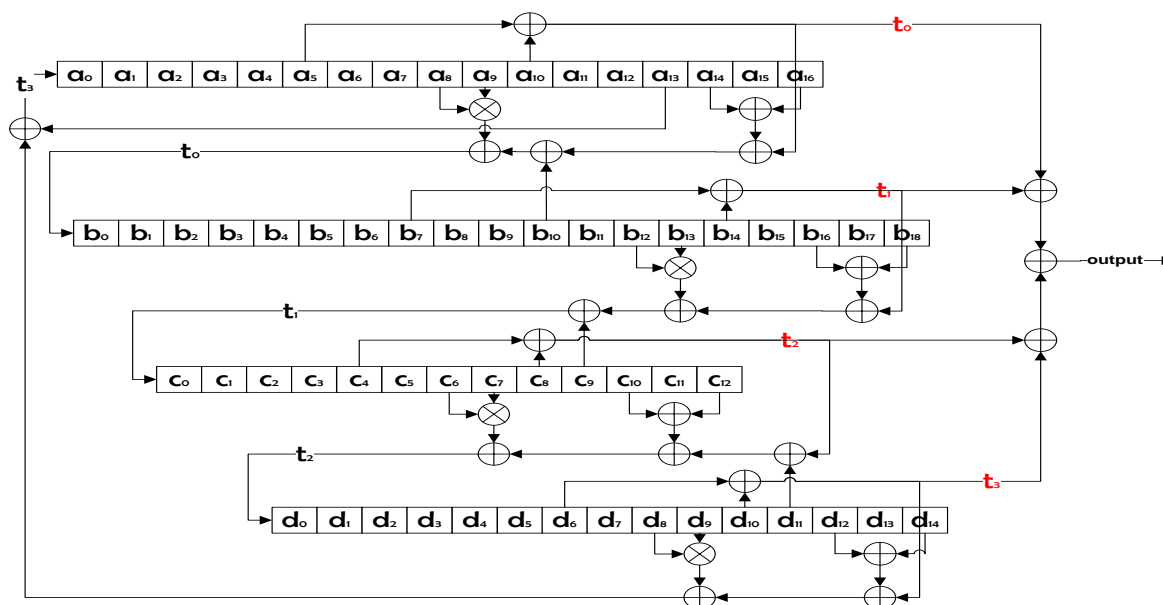 t₀
a₀ a₁ a₂ a₃ a₄ a₅ a₆ a₇ a₈ a₉ a₁₀ a₁₁ a₁₂ a₁₃ a₁₄ a₁₅ a₁₆
t₃
t₀
t₁
b₀ b₁ b₂ b₃ b₄ b₅ b₆ b₇ b₈ b₉ b₁₀ b₁₁ b₁₂ b₁₃ b₁₄ b₁₅ b₁₆ b₁₇ b₁₈
output
t₁
t₂
c₀ c₁ c₂ c₃ c₄ c₅ c₆ c₇ c₈ c₉ c₁₀ c₁₁ c₁₂
t₂
t₃
d₀ d₁ d₂ d₃ d₄ d₅ d₆ d₇ d₈ d₉ d₁₀ d₁₁ d₁₂ d₁₃ d₁₄